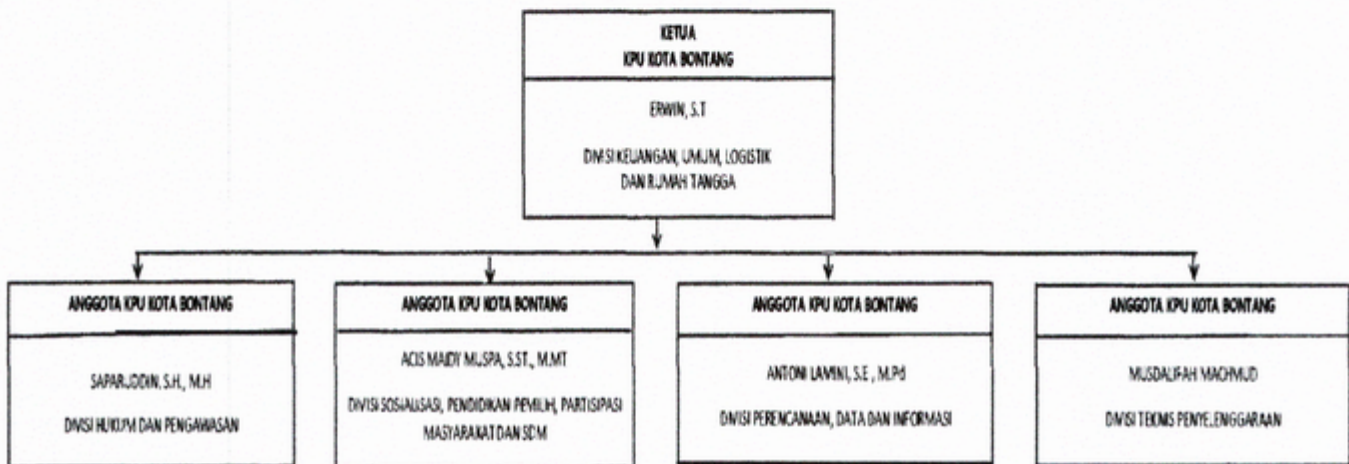 KETUA
KPU KOTA BONTANG
ERWIN, S.T
DIVISI KEUANGAN, UMUM, LOGISTIK
DAN RUMAH TANGGA
ANGGOTA KPU KOTA BONTANG
SAPARUDDIN, S.H., M.H
DIVISI HUKUM DAN PENGAWASAN
ANGGOTA KPU KOTA BONTANG
ACIS MAIDY MUSPA, S.ST., M.MT
DIVISI SOSIALISASI, PENDIDIKAN PEMILIH, PARTISIPASI
MASYARAKAT DAN SDM
ANGGOTA KPU KOTA BONTANG
ANTONI LAMINI, S.E., M.Pd
DIVISI PERENCANAAN, DATA DAN INFORMASI
ANGGOTA KPU KOTA BONTANG
MUSDALIFAH MACHMUD
DIVISI TEKNIS PENYELENGGARAAN